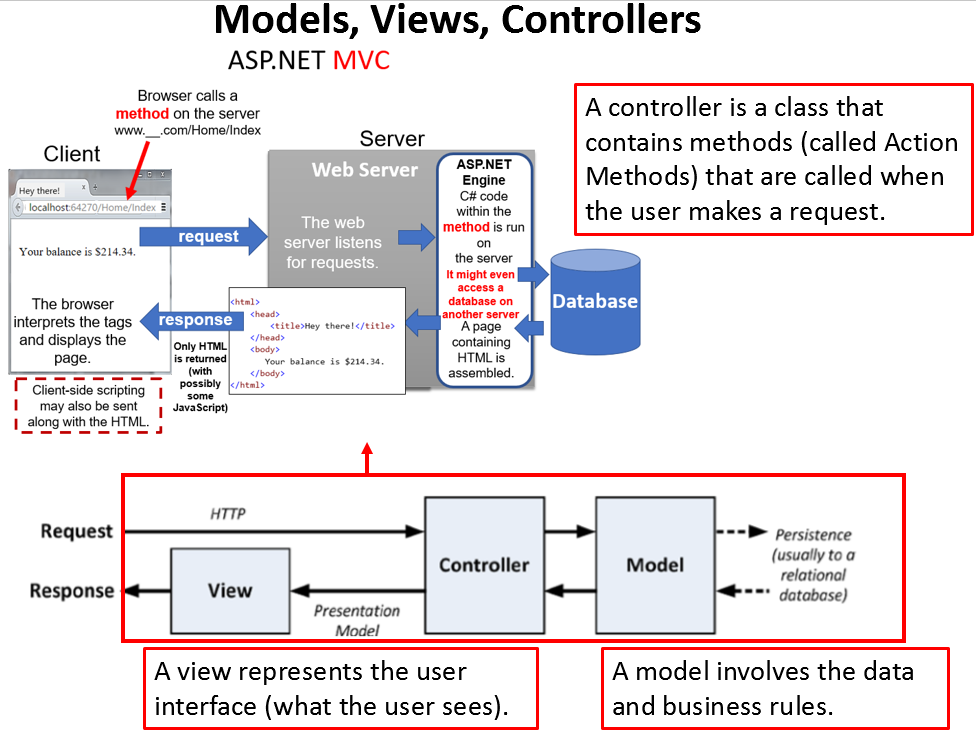 Models, Views, Controllers
ASP.NET MVC
Browser calls a
method on the server
www.__.com/Home/Index
Client
Hey there!
x
+
localhost:64270/Home/Index
Your balance is $214.34.
The browser
interprets the tags
and displays the
page.
Client-side scripting
may also be sent
along with the HTML.
request
response
Only HTML
is returned
(with
possibly
some
JavaScript)
Server
Web Server
The web
server listens
for requests.
<html>
<head>
<title>Hey there!</title>
</head>
<body>
Your balance is $214.34.
</body>
</html>
ASP.NET
Engine
C# code
within the
method is run
on
the server
It might even
access a
database on
another server
A page
containing
HTML is
assembled.
Database
A controller is a class that
contains methods (called Action
Methods) that are called when
the user makes a request.
Request
HTTP
Response
View
Presentation
Model
Controller
Model
Persistence
(usually to a
relational
database)
A view represents the user
interface (what the user sees).
A model involves the data
and business rules.